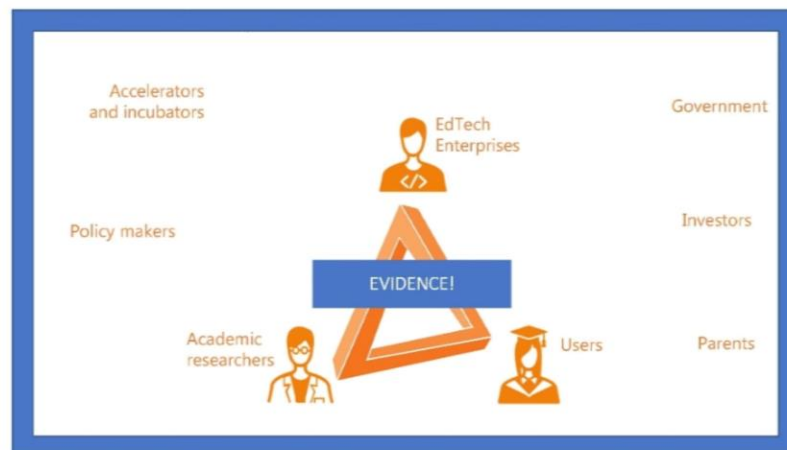 Accelerators
and incubators
EdTech
Enterprises
Government
Policy makers
Investors
EVIDENCE!
Academic
researchers
Users
Parents